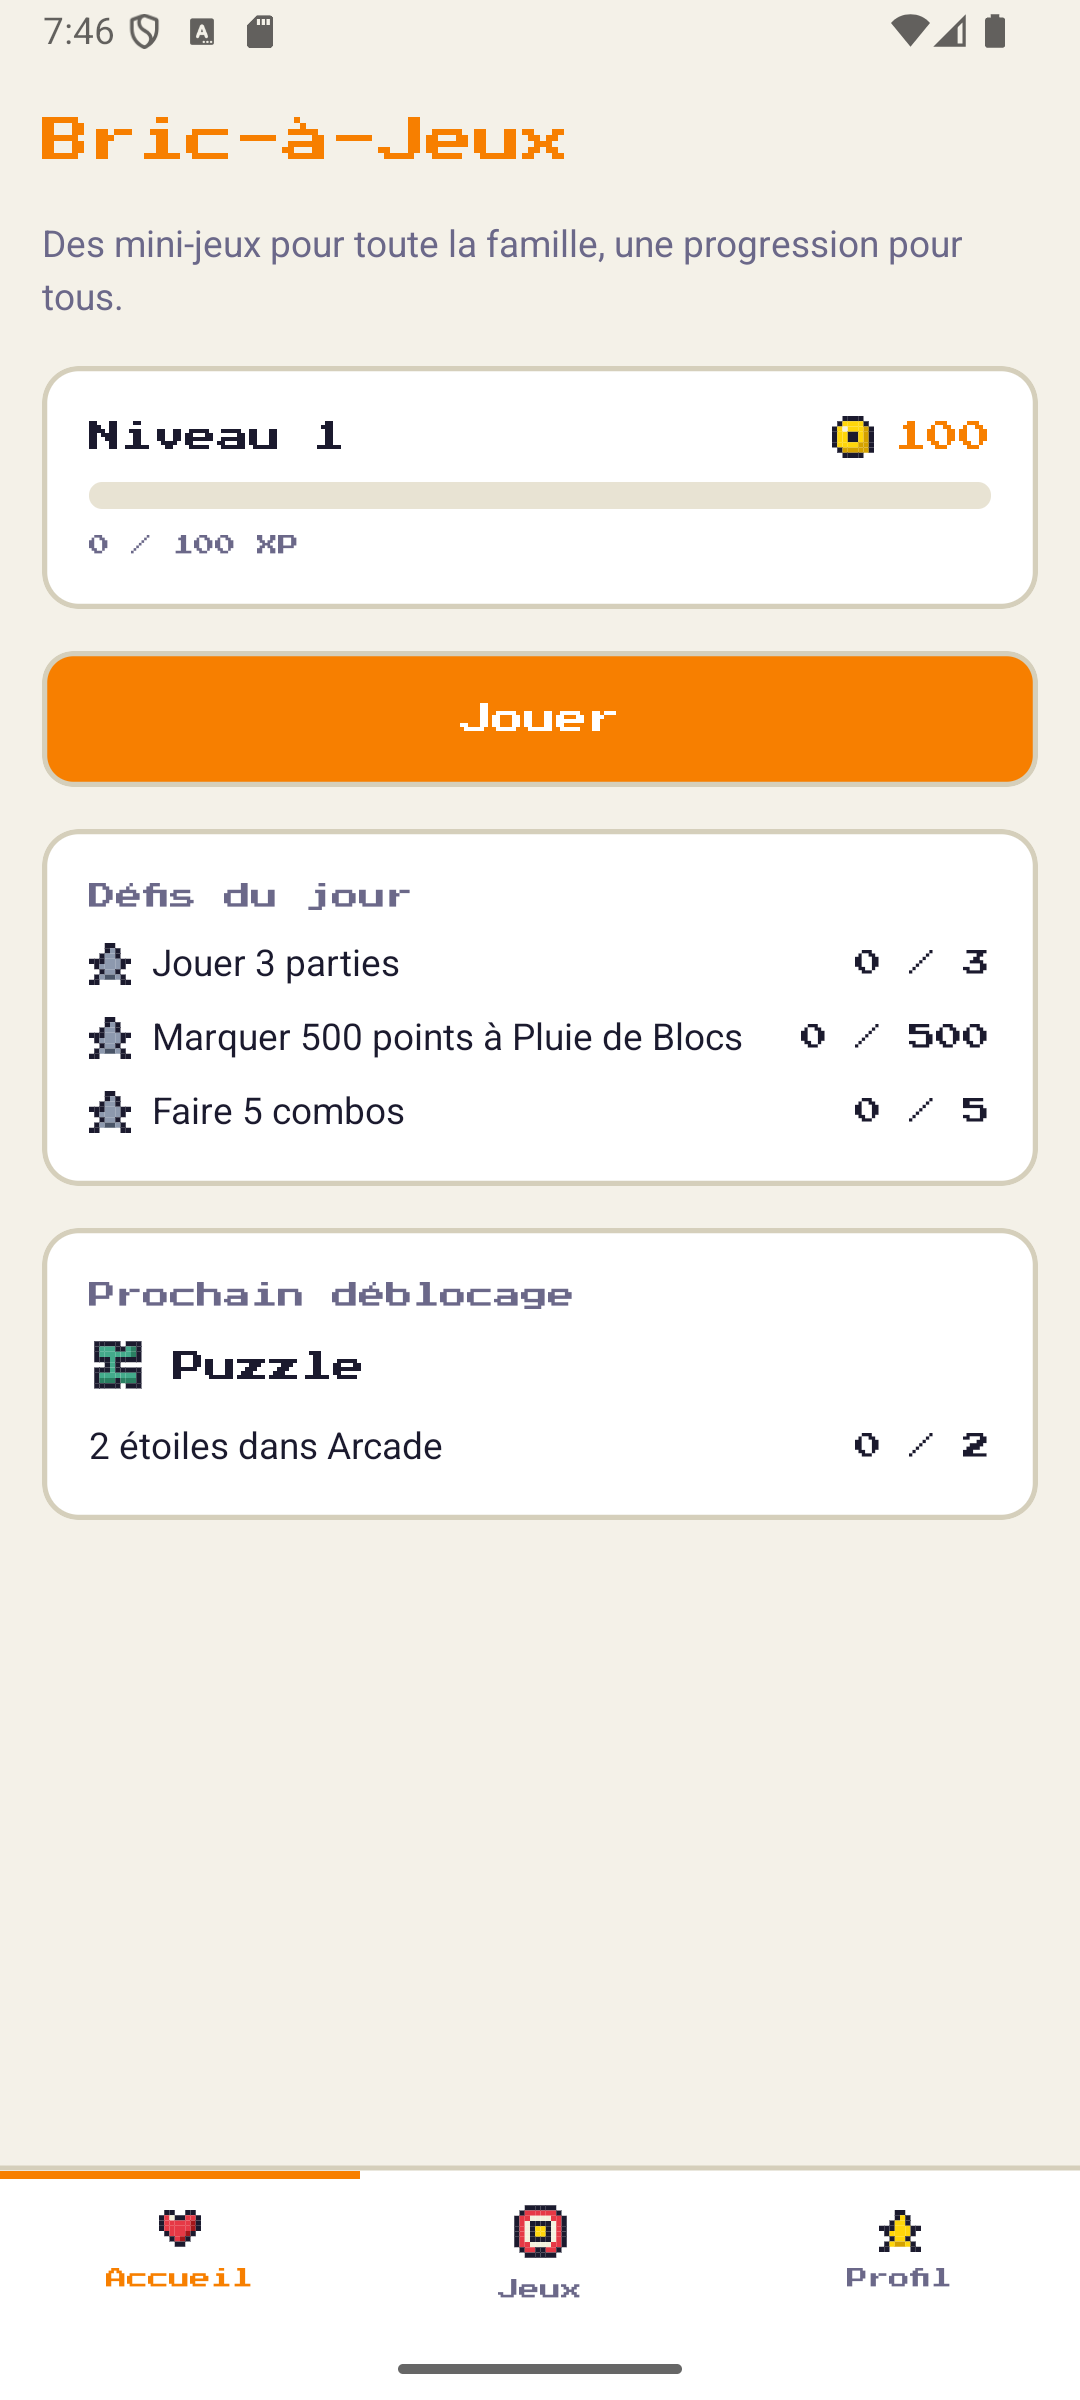 7:46
Bric-à-Jeux
Des mini-jeux pour toute la famille, une progression pour
tous.
Niveau 1 100
0 / 100 XP
Jouer
Défis du jour
Jouer 3 parties 0 / 3
Marquer 500 points à Pluie de Blocs 0 / 500
Faire 5 combos 0 / 5
Prochain déblocage
Puzzle
2 étoiles dans Arcade 0 / 2
Accueil Jeux Profil